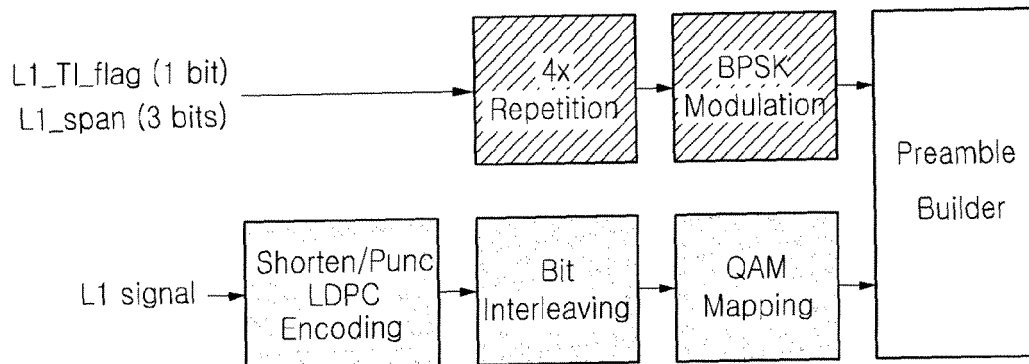 L1_TI_flag (1 bit)
L1_span (3 bits)
4x
Repetition
BPSK
Modulation
Preamble
Builder
L1 signal
Shorten/Punc
LDPC
Encoding
Bit
Interleaving
QAM
Mapping